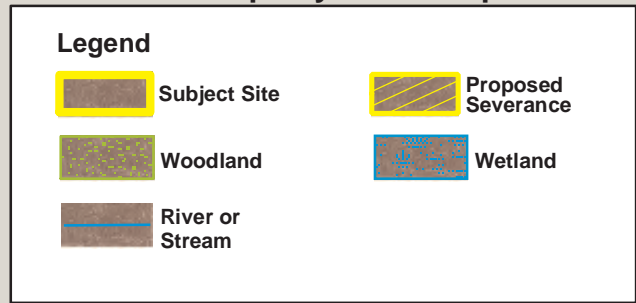 Legend
Subject Site
Proposed
Severance
Woodland
Wetland
River or
Stream